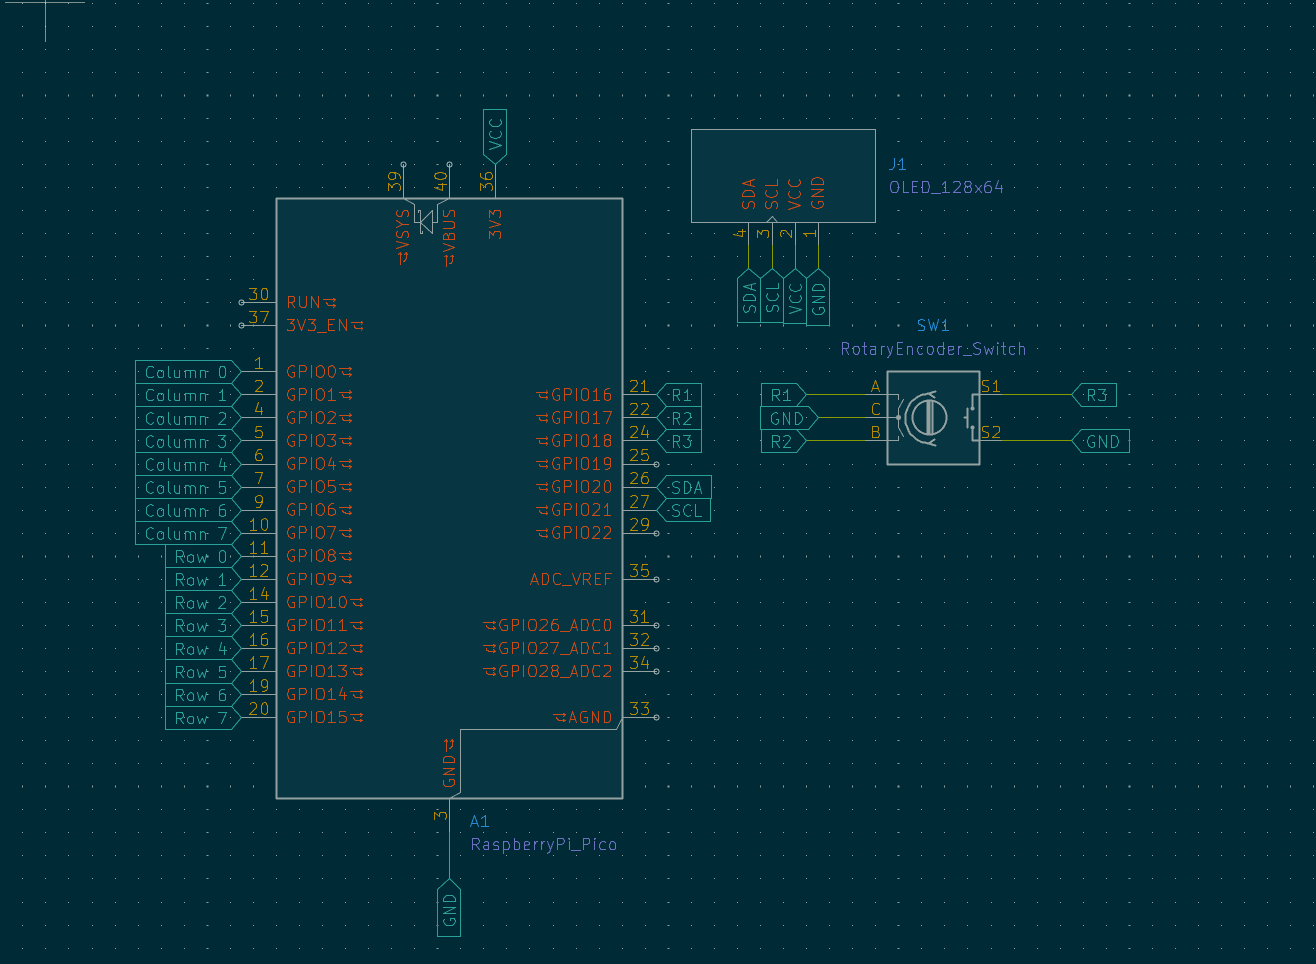 VCC
39
40
36
VSYS
VBUS
3V3
30
RUN
37
3V3_EN
Column 0
1
GPIO0
Column 1
2
GPIO1
Column 2
4
GPIO2
Column 3
5
GPIO3
Column 4
6
GPIO4
Column 5
7
GPIO5
Column 6
9
GPIO6
Column 7
10
GPIO7
Row 0
11
GPIO8
Row 1
12
GPIO9
Row 2
14
GPIO10
Row 3
15
GPIO11
Row 4
16
GPIO12
Row 5
17
GPIO13
Row 6
19
GPIO14
Row 7
20
GPIO15
GPIO16
21
R1
GPIO17
22
R2
GPIO18
24
R3
GPIO19
25
GPIO20
26
SDA
GPIO21
27
SCL
GPIO22
29
ADC_VREF
35
GPIO26_ADC0
31
GPIO27_ADC1
32
GPIO28_ADC2
34
AGND
33
GND
3
A1
RaspberryPi_Pico
GND
J1
OLED_128x64
SDA
SCL
VCC
GND
4
3
2
1
SDA
SCL
VCC
GND
SW1
RotaryEncoder_Switch
R1
A
S1
R3
GND
C
R2
B
S2
GND